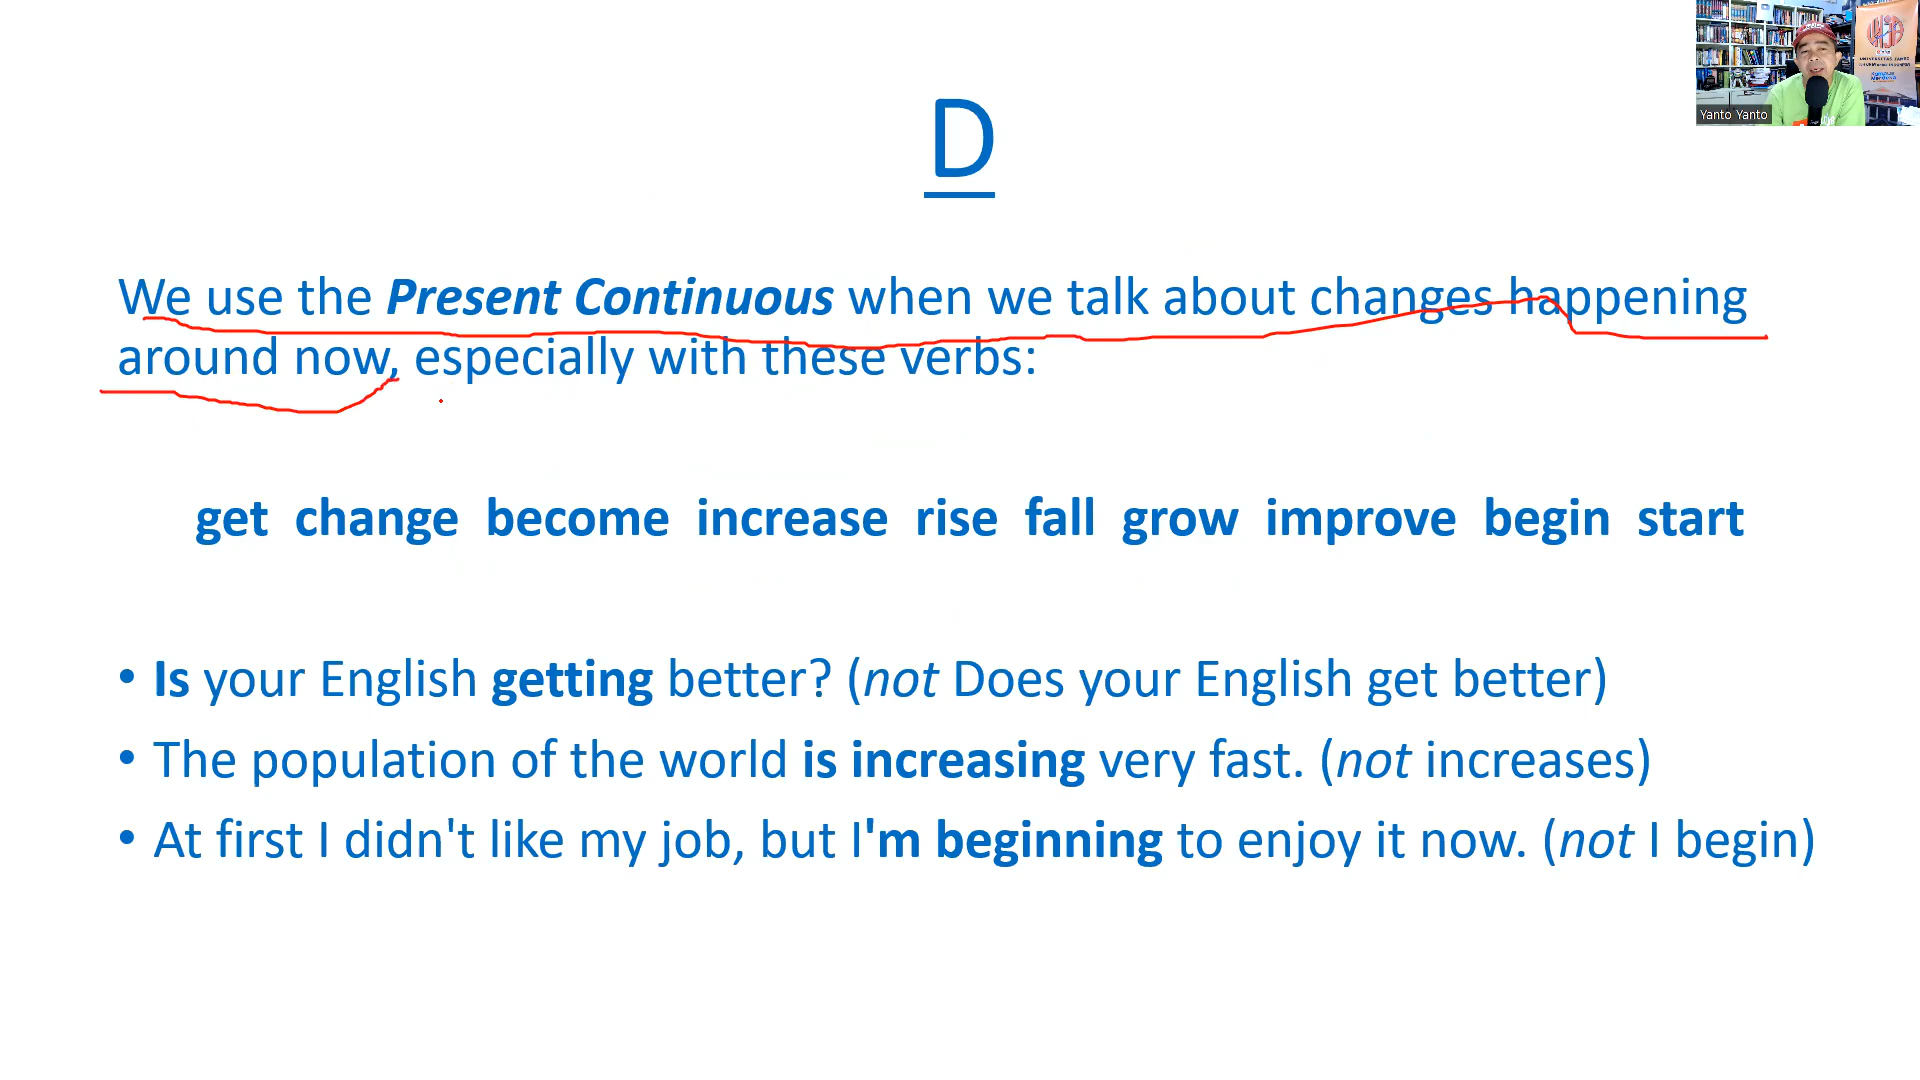 D
We use the Present Continuous when we talk about changes happening
around now, especially with these verbs:
get change become increase rise fall grow improve begin start
• Is your English getting better? (not Does your English get better)
• The population of the world is increasing very fast. (not increases)
• At first I didn't like my job, but I'm beginning to enjoy it now. (not I begin)
Yanto Yanto